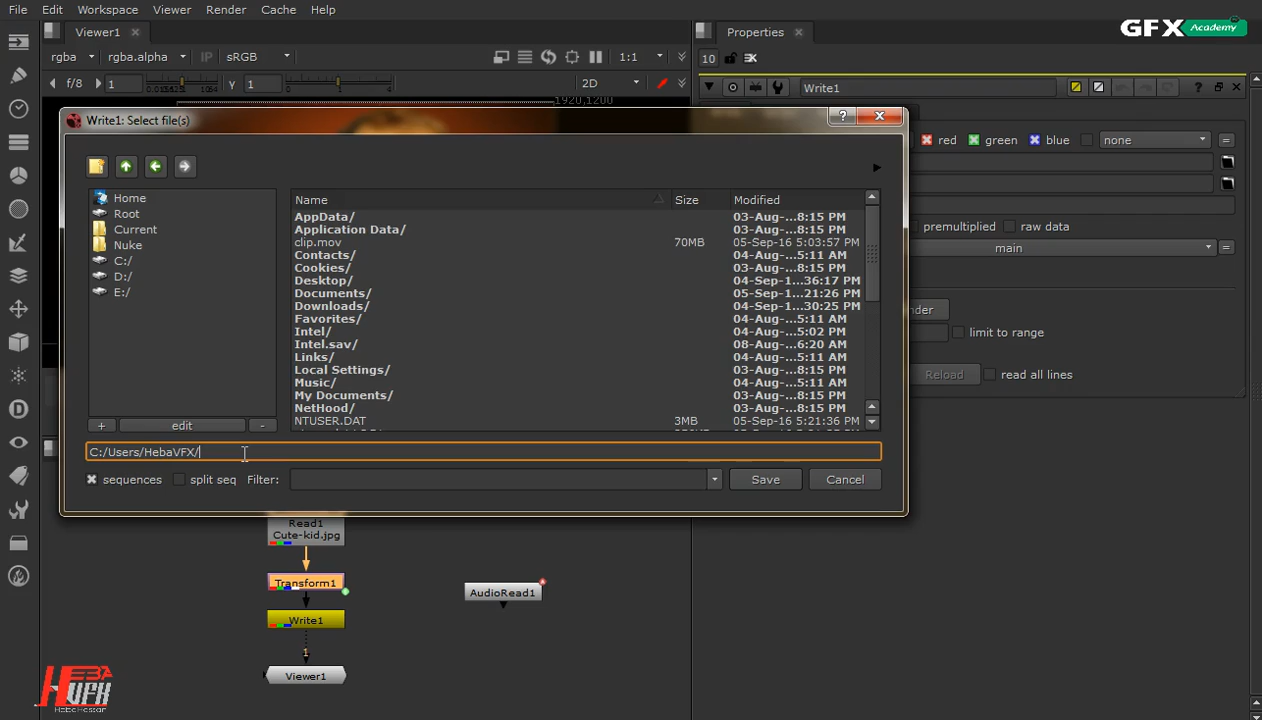 File Edit Workspace Viewer Render Cache Help
Viewer1
Properties
GFX Academy
rgba rgba.alpha IP sRGB 1:1
10
f/8 1 Y 1 2D
Write1
1920,1200
Write1: Select file(s)
red green blue none
Home
Root
Current
Nuke
C:/
D:/
E:/
+ edit -
Name Size Modified
AppData/ 03-Aug-...8:15 PM
Application Data/ 03-Aug-...8:15 PM
clip.mov 70MB 05-Sep-16 5:03:57 PM
Contacts/ 04-Aug-...5:11 AM
Cookies/ 03-Aug-...8:15 PM
Desktop/ 04-Sep-1...36:17 PM
Documents/ 05-Sep-1...21:26 PM
Downloads/ 04-Sep-1...30:25 PM
Favorites/ 04-Aug-...5:11 AM
Intel/ 04-Aug-...5:02 PM
Intel.sav/ 08-Aug-...6:20 AM
Links/ 04-Aug-...5:11 AM
Local Settings/ 03-Aug-...8:15 PM
Music/ 04-Aug-...5:11 AM
My Documents/ 03-Aug-...8:15 PM
NetHood/ 03-Aug-...8:15 PM
NTUSER.DAT 3MB 05-Sep-16 5:21:36 PM
premultiplied raw data
main
nder
limit to range
Reload read all lines
C:/Users/HebaVFX/
sequences split seq Filter: Save Cancel
Read1
Cute-kid.jpg
Transform1
AudioRead1
Write1
1
Viewer1
HEBA
VFX
HebaHassan